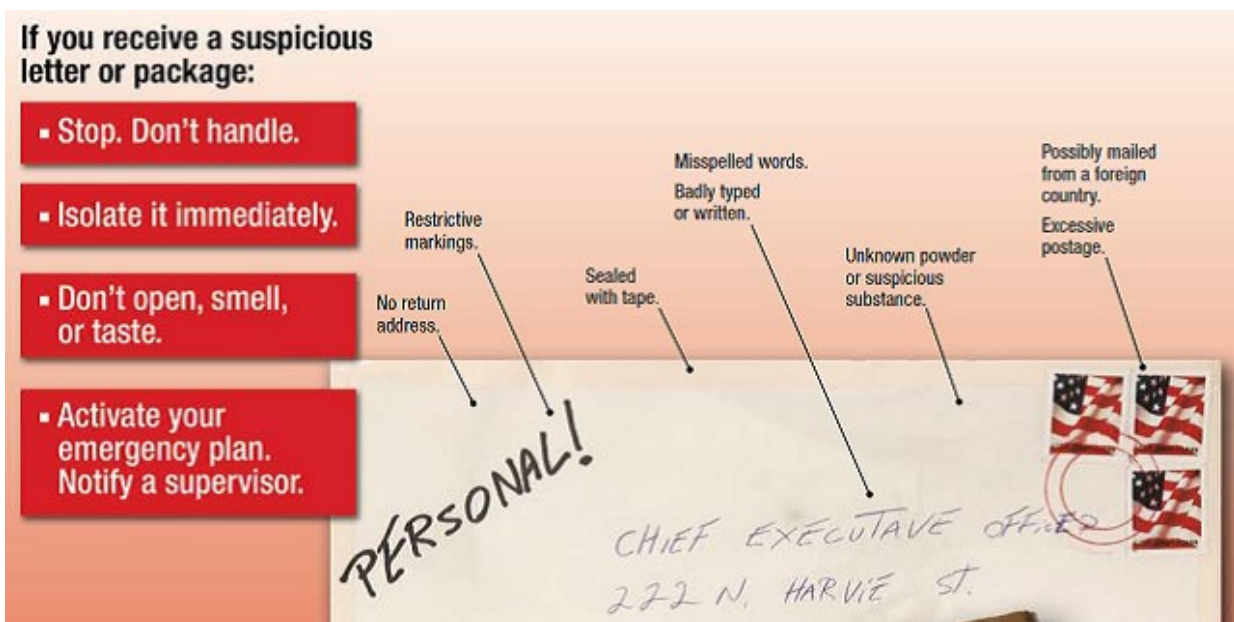 If you receive a suspicious
letter or package:
▪ Stop. Don't handle.
▪ Isolate it immediately.
▪ Don't open, smell,
or taste.
▪ Activate your
emergency plan.
Notify a supervisor.
No return
address.
Restrictive
markings.
Sealed
with tape.
Misspelled words.
Badly typed
or written.
Unknown powder
or suspicious
substance.
Possibly mailed
from a foreign
country.
Excessive
postage.
PERSONAL!
CHIEF EXECUTAVE OFFICER
222 N. HARVIE ST.